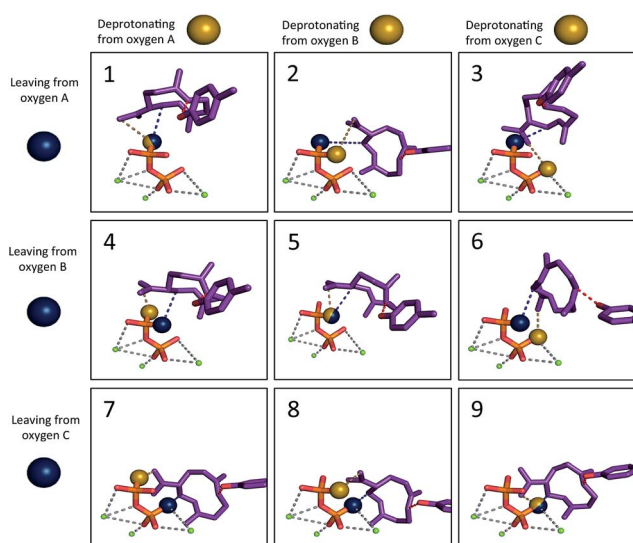 Deprotonating
from oxygen A
Deprotonating
from oxygen B
Deprotonating
from oxygen C
Leaving from
oxygen A
1
2
3
Leaving from
oxygen B
4
5
6
Leaving from
oxygen C
7
8
9